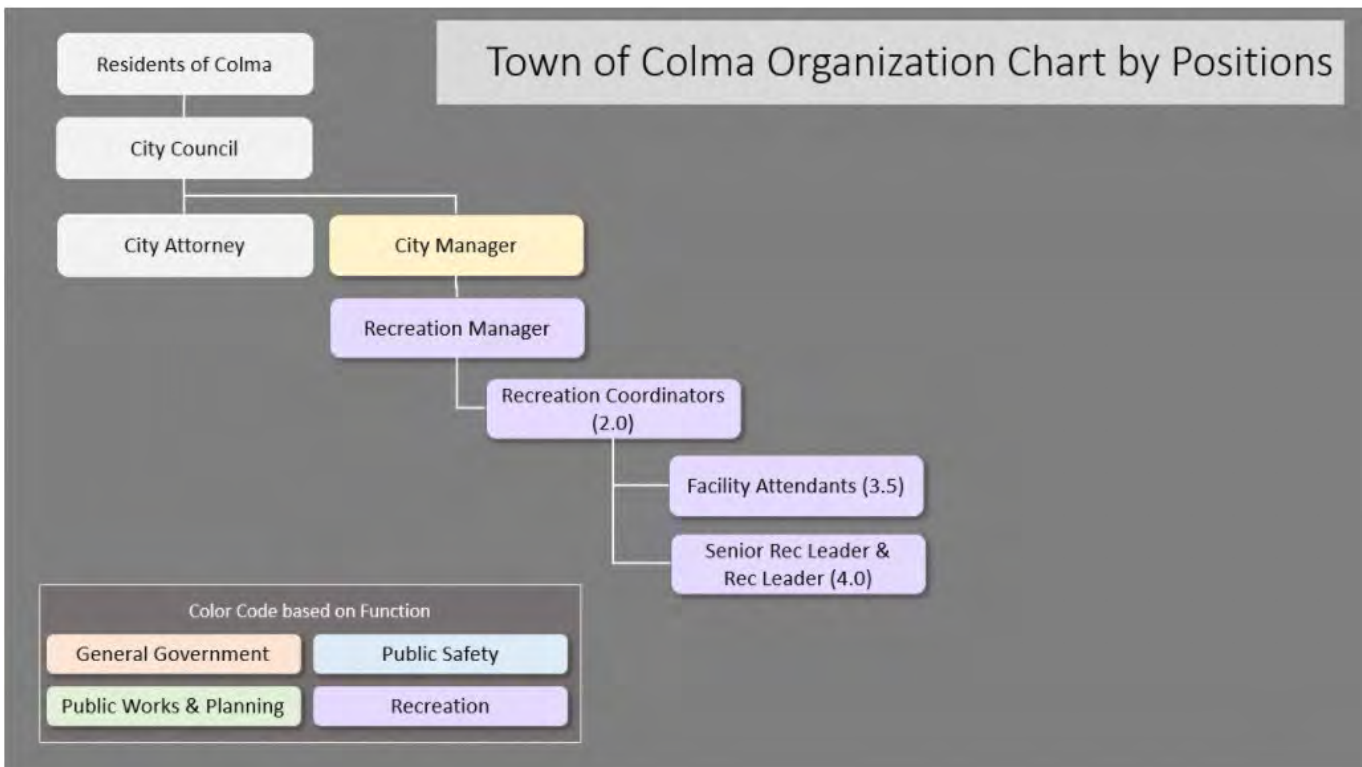 Town of Colma Organization Chart by Positions
Residents of Colma
City Council
City Attorney
City Manager
Recreation Manager
Recreation Coordinators
(2.0)
Facility Attendants (3.5)
Senior Rec Leader &
Rec Leader (4.0)
Color Code based on Function
General Government
Public Safety
Public Works & Planning
Recreation